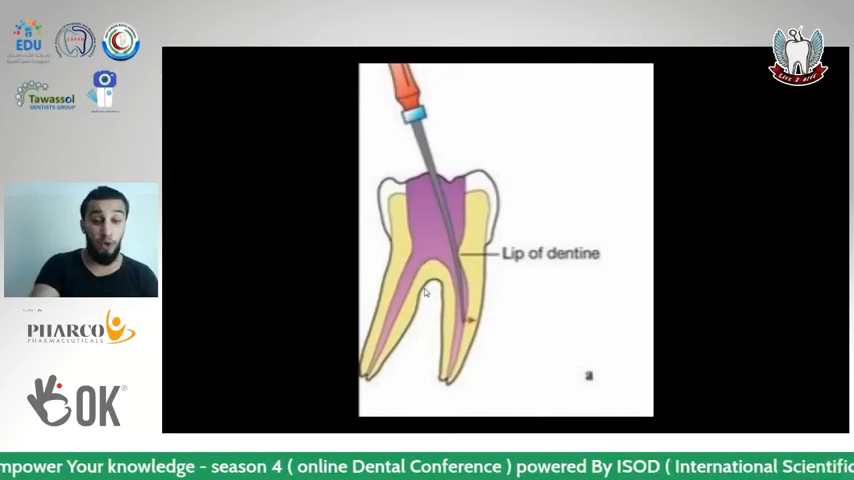 EDU
Tawassol
DENTISTS GROUP
Lip of dentine
a
PHARCO
PHARMACEUTICALS
OK®
mpower Your knowledge - season 4 ( online Dental Conference ) powered By ISOD ( International Scientific